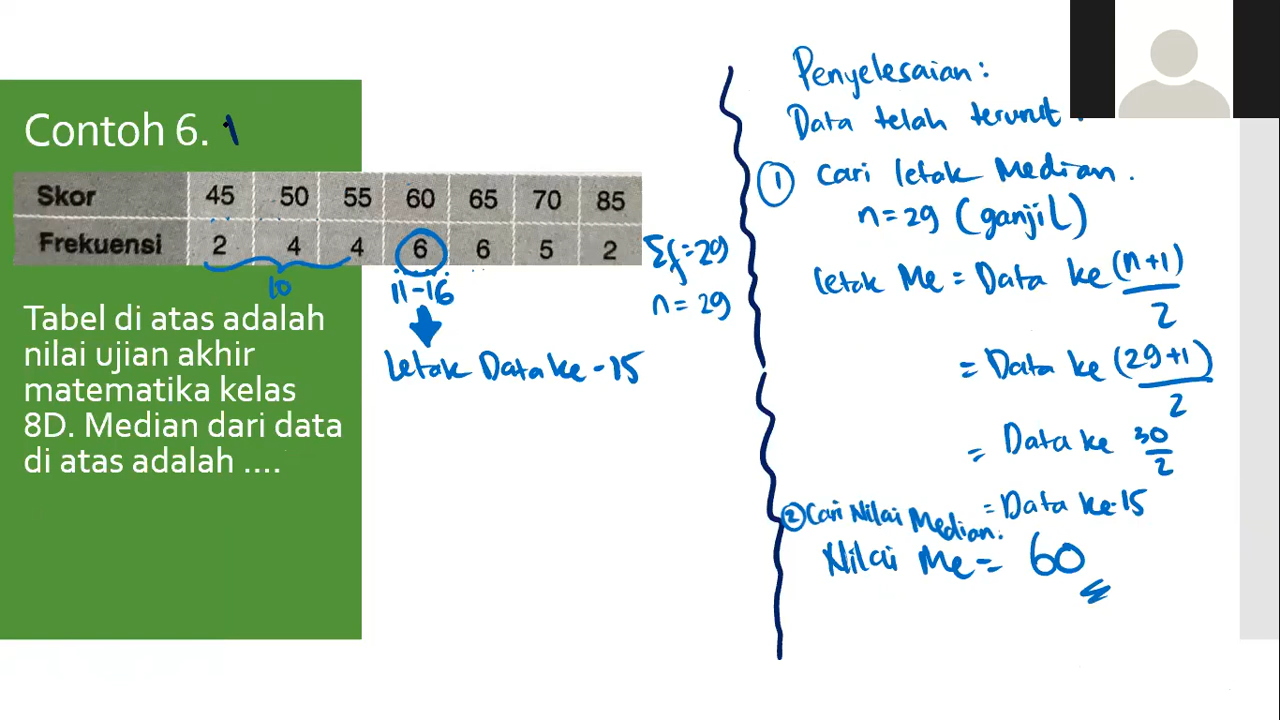 Contoh 6. 1
Skor 45 50 55 60 65 70 85
Frekuensi 2 4 4 6 6 5 2
10
11-16
Letak Data ke - 15
Σf = 29
n = 29
Tabel di atas adalah
nilai ujian akhir
matematika kelas
8D. Median dari data
di atas adalah ....
Penyelesaian :
Data telah terurut .
① Cari letak Median .
n = 29 (ganjil)
letak Me = Data ke (n+1)/2
= Data ke (29+1)/2
= Data ke 30/2
= Data ke-15
② Cari Nilai Median.
Nilai Me = 60